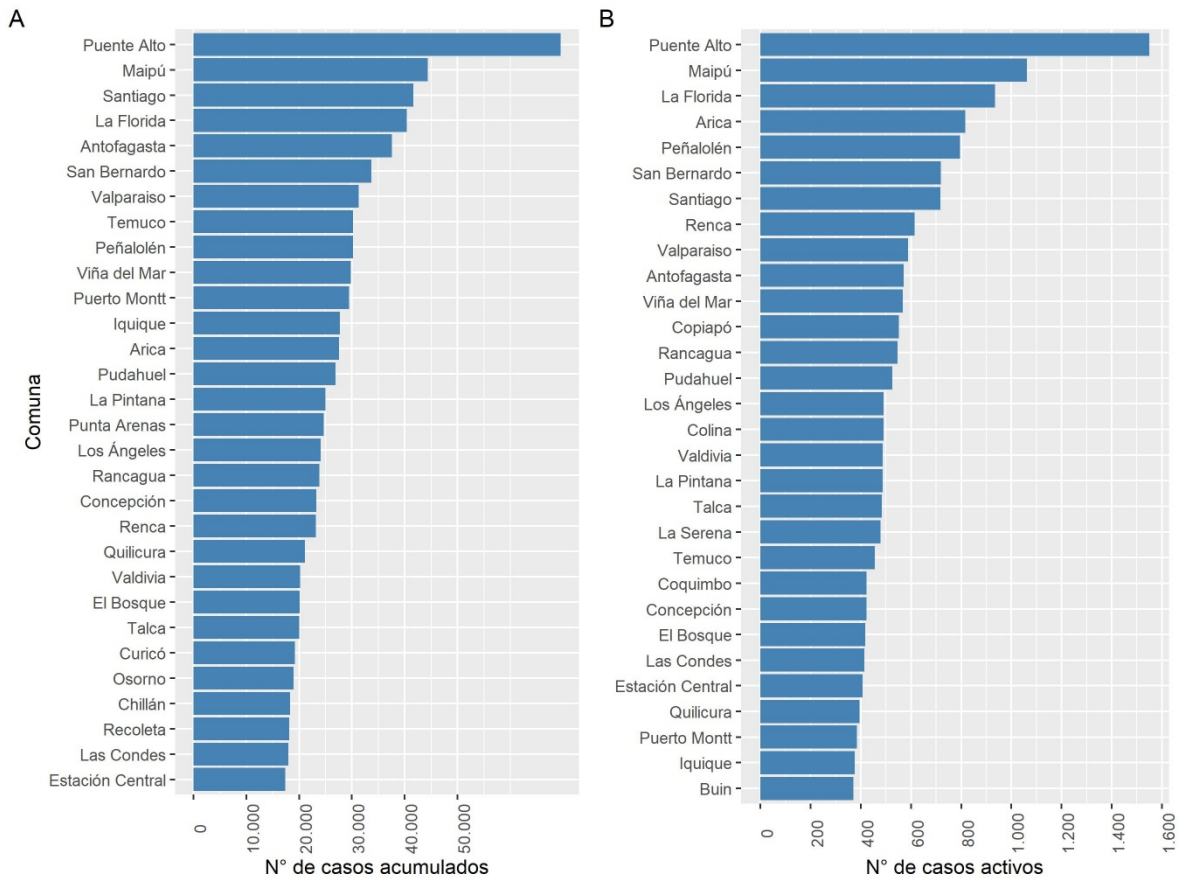 A
Comuna
Puente Alto
Maipú
Santiago
La Florida
Antofagasta
San Bernardo
Valparaiso
Temuco
Peñalolén
Viña del Mar
Puerto Montt
Iquique
Arica
Pudahuel
La Pintana
Punta Arenas
Los Ángeles
Rancagua
Concepción
Renca
Quilicura
Valdivia
El Bosque
Talca
Curicó
Osorno
Chillán
Recoleta
Las Condes
Estación Central
0 10.000 20.000 30.000 40.000 50.000
N° de casos acumulados
B
Puente Alto
Maipú
La Florida
Arica
Peñalolén
San Bernardo
Santiago
Renca
Valparaiso
Antofagasta
Viña del Mar
Copiapó
Rancagua
Pudahuel
Los Ángeles
Colina
Valdivia
La Pintana
Talca
La Serena
Temuco
Coquimbo
Concepción
El Bosque
Las Condes
Estación Central
Quilicura
Puerto Montt
Iquique
Buin
0 200 400 600 800 1.000 1.200 1.400 1.600
N° de casos activos